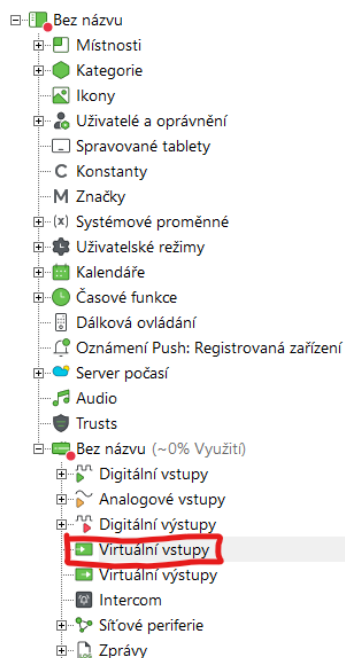 Bez názvu
Místnosti
Kategorie
Ikony
Uživatelé a oprávnění
Spravované tablety
C Konstanty
M Značky
(x) Systémové proměnné
Uživatelské režimy
Kalendáře
Časové funkce
Dálková ovládání
Oznámení Push: Registrovaná zařízení
Server počasí
Audio
Trusts
Bez názvu (~0% Využití)
Digitální vstupy
Analogové vstupy
Digitální výstupy
Virtuální vstupy
Virtuální výstupy
Intercom
Síťové periferie
Zprávy